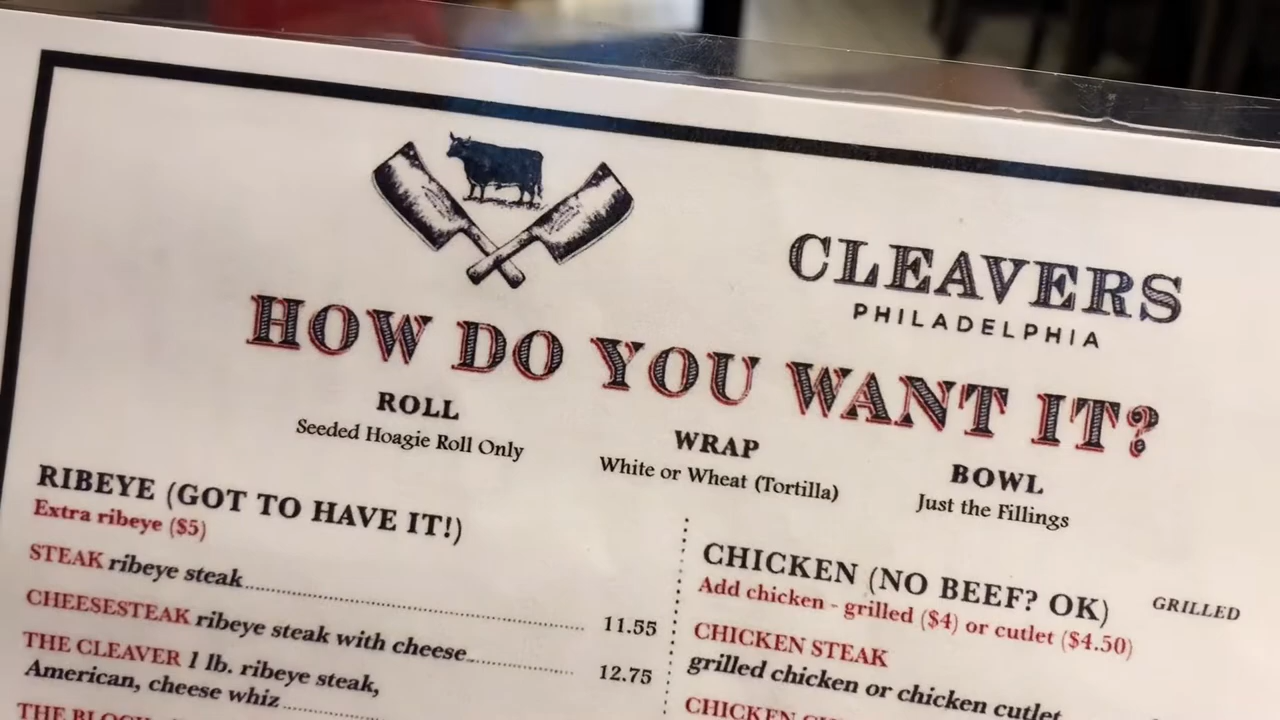 CLEAVERS
PHILADELPHIA
HOW DO YOU WANT IT?
ROLL
Seeded Hoagie Roll Only
WRAP
White or Wheat (Tortilla)
BOWL
Just the Fillings
RIBEYE (GOT TO HAVE IT!)
Extra ribeye ($5)
STEAK ribeye steak 11.55
CHEESESTEAK ribeye steak with cheese 12.75
THE CLEAVER 1 lb. ribeye steak,
American, cheese whiz
CHICKEN (NO BEEF? OK) GRILLED
Add chicken - grilled ($4) or cutlet ($4.50)
CHICKEN STEAK
grilled chicken or chicken cutlet
CHICKEN